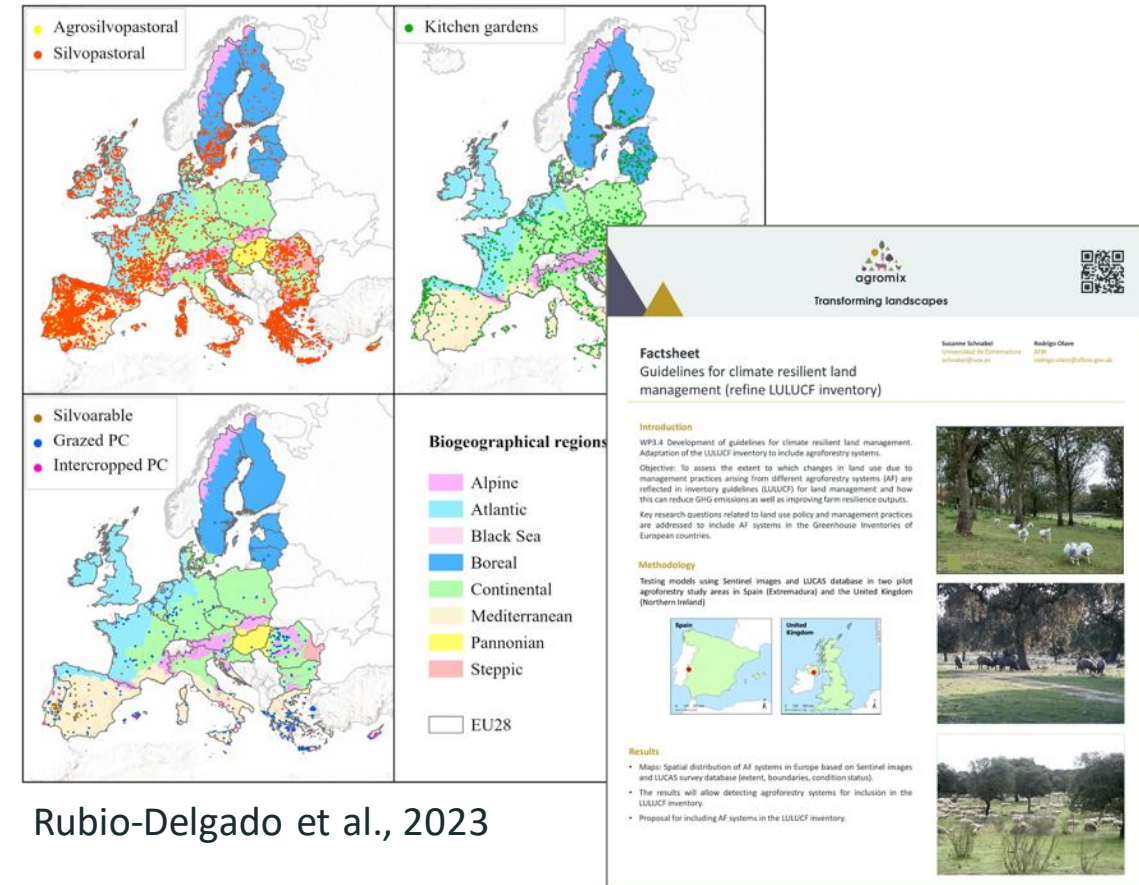 Agrosilvopastoral
Silvopastoral
Kitchen gardens
Silvoarable
Grazed PC
Intercropped PC
Biogeographical regions
Alpine
Atlantic
Black Sea
Boreal
Continental
Mediterranean
Pannonian
Steppic
EU28
Rubio-Delgado et al., 2023
agromix
Transforming landscapes
Factsheet
Guidelines for climate resilient land
management (refine LULUCF inventory)
Susanne Schnabel
Universidad de Extremadura
schnabel@unex.es
Rodrigo Olave
AFBI
Introduction
WP3.4 Development of guidelines for climate resilient land management.
Adaptation of the LULUCF inventory to include agroforestry systems.
Objective: To assess the extent to which changes in land use due to
management practices arising from different agroforestry systems (AF) are
reflected in inventory guidelines (LULUCF) for land management and how
this can reduce GHG emissions as well as improving farm resilience outputs.
Key research questions related to land use policy and management practices
are addressed to include AF systems in the Greenhouse Inventories of
European countries.
Methodology
Testing models using Sentinel images and LUCAS database in two pilot
agroforestry study areas in Spain (Extremadura) and the United Kingdom
(Northern Ireland)
Spain
United
Kingdom
Results
• Maps: Spatial distribution of AF systems in Europe based on Sentinel images
and LUCAS survey database (extent, boundaries, condition status).
• The results will allow detecting agroforestry systems for inclusion in the
LULUCF inventory.
• Proposal for including AF systems in the LULUCF inventory.